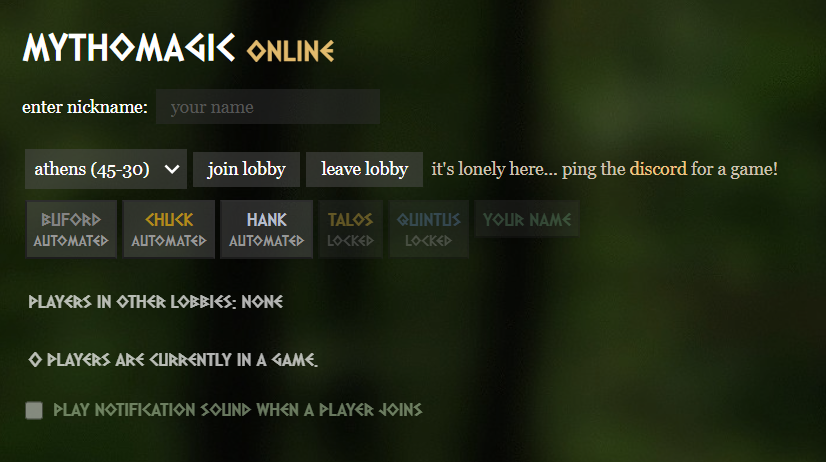 MYTHOMAGIC ONLINE
enter nickname: your name
athens (45-30) join lobby leave lobby it's lonely here... ping the discord for a game!
BUFORD CHUCK HANK TALOS QUINTUS YOUR NAME
AUTOMATED AUTOMATED AUTOMATED LOCKED LOCKED
PLAYERS IN OTHER LOBBIES: NONE
0 PLAYERS ARE CURRENTLY IN A GAME.
PLAY NOTIFICATION SOUND WHEN A PLAYER JOINS